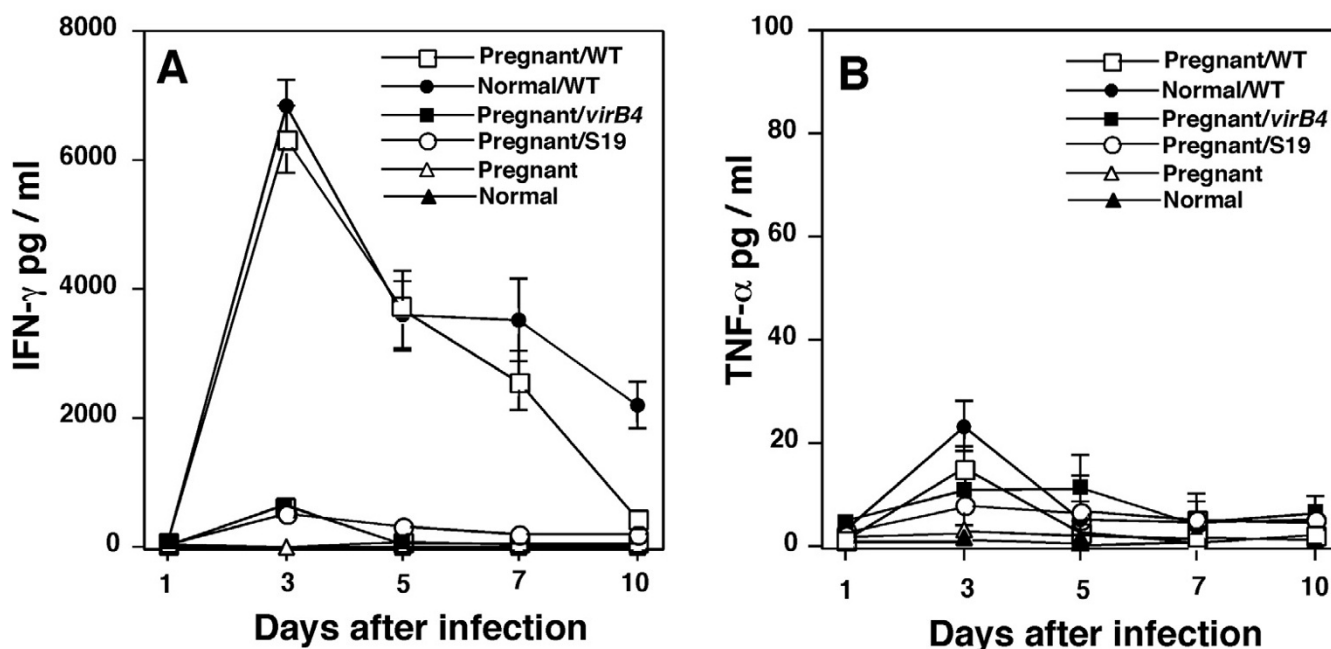 A
IFN-γ pg / ml
8000
6000
4000
2000
0
Pregnant/WT
Normal/WT
Pregnant/virB4
Pregnant/S19
Pregnant
Normal
1 3 5 7 10
Days after infection
B
TNF-α pg / ml
100
80
60
40
20
0
Pregnant/WT
Normal/WT
Pregnant/virB4
Pregnant/S19
Pregnant
Normal
1 3 5 7 10
Days after infection